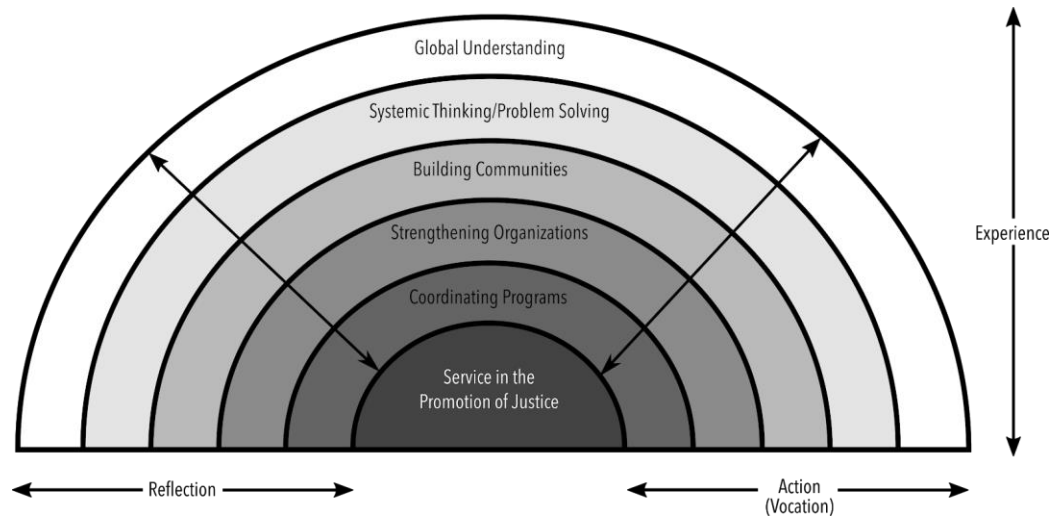 Global Understanding
Systemic Thinking/Problem Solving
Building Communities
Strengthening Organizations
Coordinating Programs
Service in the
Promotion of Justice
Experience
Reflection
Action
(Vocation)